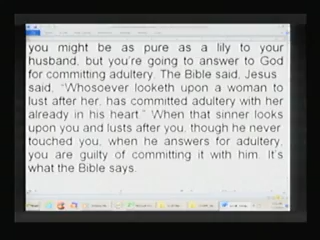 you might be as pure as a lily to your
husband, but you're going to answer to God
for committing adultery. The Bible said, Jesus
said, "Whosoever looketh upon a woman to
lust after her, has committed adultery with her
already in his heart." When that sinner looks
upon you and lusts after you, though he never
touched you, when he answers for adultery,
you are guilty of committing it with him. It's
what the Bible says.